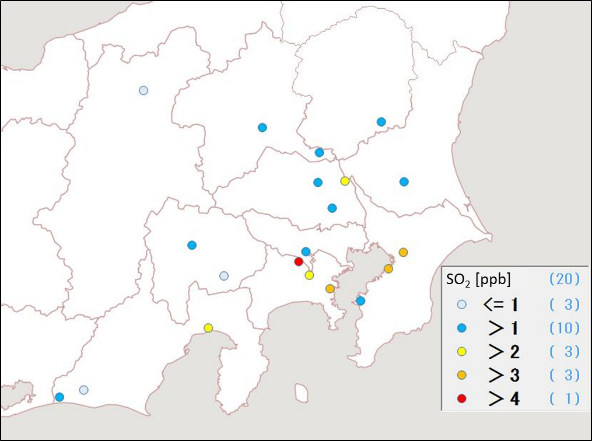 SO₂ [ppb] (20)
<= 1 ( 3)
> 1 (10)
> 2 ( 3)
> 3 ( 3)
> 4 ( 1)